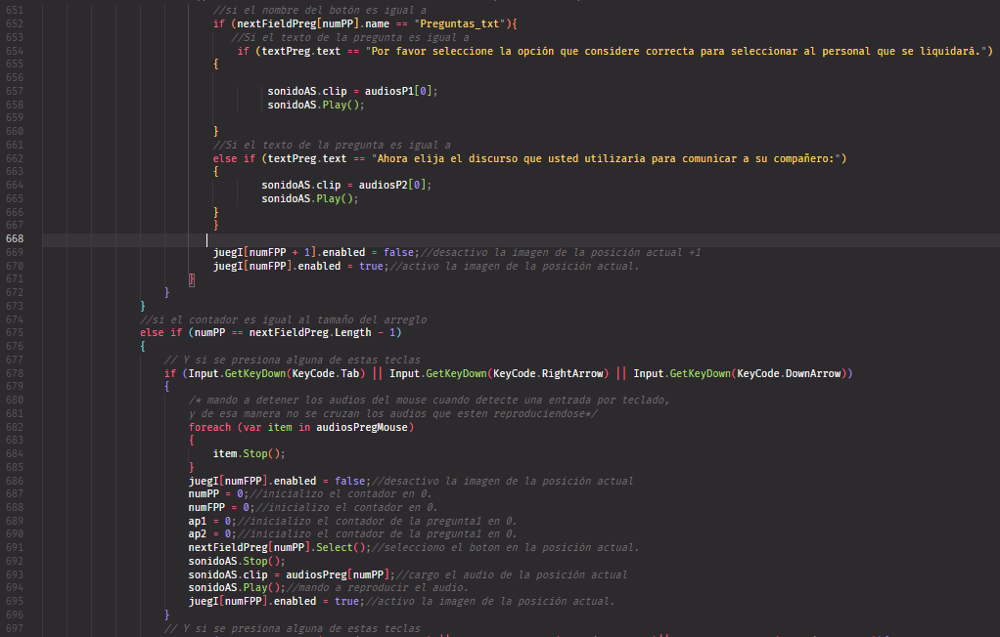 651 //si el nombre del botón es igual a
652 if (nextFieldPreg[numPP].name == "Preguntas_txt"){
653 //Si el texto de la pregunta es igual a
654 if (textPreg.text == "Por favor seleccione la opción que considere correcta para seleccionar al personal que se liquidará.")
655 {
656
657 sonidoAS.clip = audiosP1[0];
658 sonidoAS.Play();
659
660 }
661 //Si el texto de la pregunta es igual a
662 else if (textPreg.text == "Ahora elija el discurso que usted utilizaría para comunicar a su compañero:")
663 {
664 sonidoAS.clip = audiosP2[0];
665 sonidoAS.Play();
666 }
667 }
668
669 juegI[numFPP + 1].enabled = false;//desactivo la imagen de la posición actual +1
670 juegI[numFPP].enabled = true;//activo la imagen de la posición actual.
671 }
672 }
673 }
674 //si el contador es igual al tamaño del arreglo
675 else if (numPP == nextFieldPreg.Length - 1)
676 {
677 // Y si se presiona alguna de estas teclas
678 if (Input.GetKeyDown(KeyCode.Tab) || Input.GetKeyDown(KeyCode.RightArrow) || Input.GetKeyDown(KeyCode.DownArrow))
679 {
680 /* mando a detener los audios del mouse cuando detecte una entrada por teclado,
681 y de esa manera no se cruzan los audios que esten reproduciendose*/
682 foreach (var item in audiosPregMouse)
683 {
684 item.Stop();
685 }
686 juegI[numFPP].enabled = false;//desactivo la imagen de la posición actual
687 numPP = 0;//inicializo el contador en 0.
688 numFPP = 0;//inicializo el contador en 0.
689 ap1 = 0;//inicializo el contador de la pregunta1 en 0.
690 ap2 = 0;//inicializo el contador de la pregunta1 en 0.
691 nextFieldPreg[numPP].Select();//selecciono el boton en la posición actual.
692 sonidoAS.Stop();
693 sonidoAS.clip = audiosPreg[numPP];//cargo el audio de la posición actual
694 sonidoAS.Play();//mando a reproducir el audio.
695 juegI[numFPP].enabled = true;//activo la imagen de la posición actual.
696 }
697 // Y si se presiona alguna de estas teclas